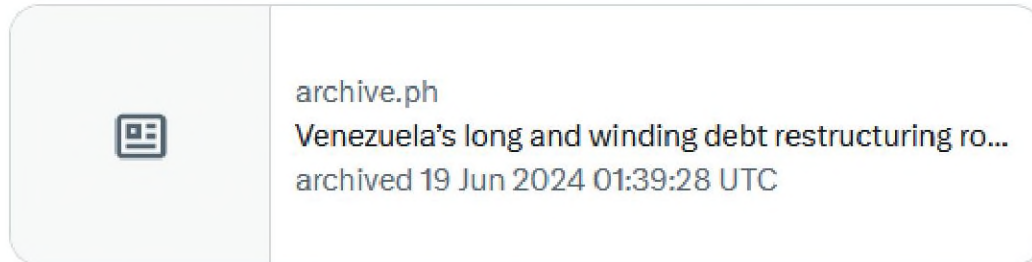 archive.ph
Venezuela’s long and winding debt restructuring ro...
archived 19 Jun 2024 01:39:28 UTC